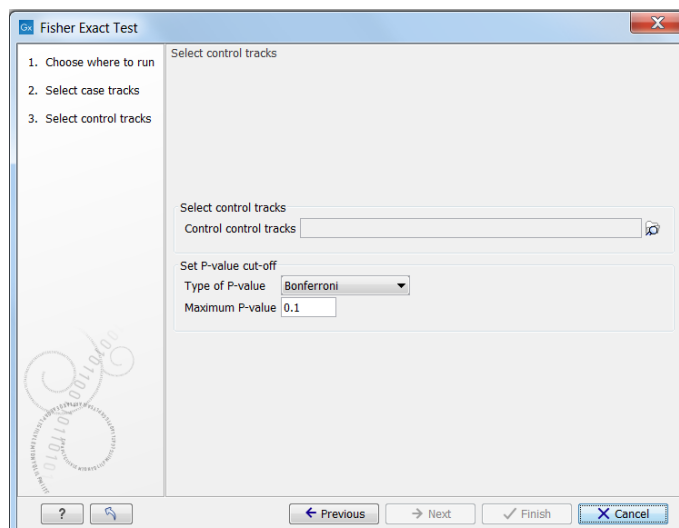 Gx Fisher Exact Test
X
1. Choose where to run
2. Select case tracks
3. Select control tracks
Select control tracks
Select control tracks
Control control tracks
Set P-value cut-off
Type of P-value Bonferroni
Maximum P-value 0.1
? Previous Next Finish Cancel